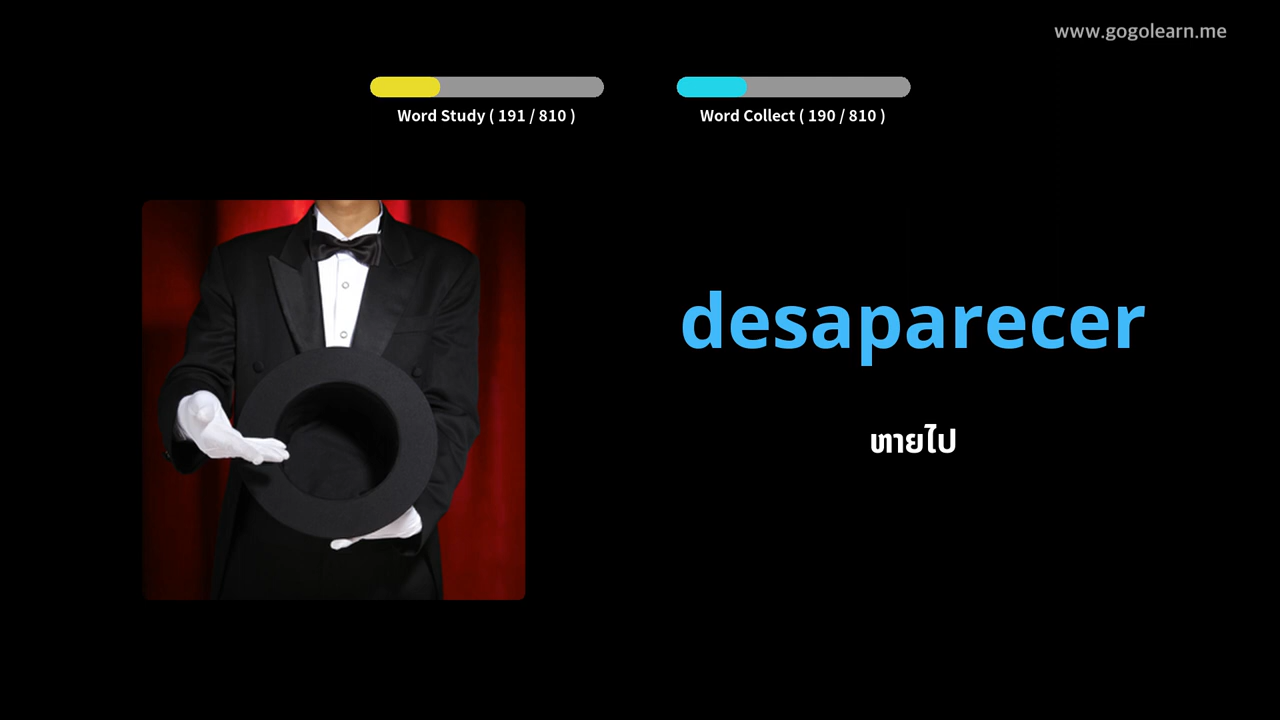 www.gogolearn.me
Word Study ( 191 / 810 )
Word Collect ( 190 / 810 )
desaparecer
หายไป